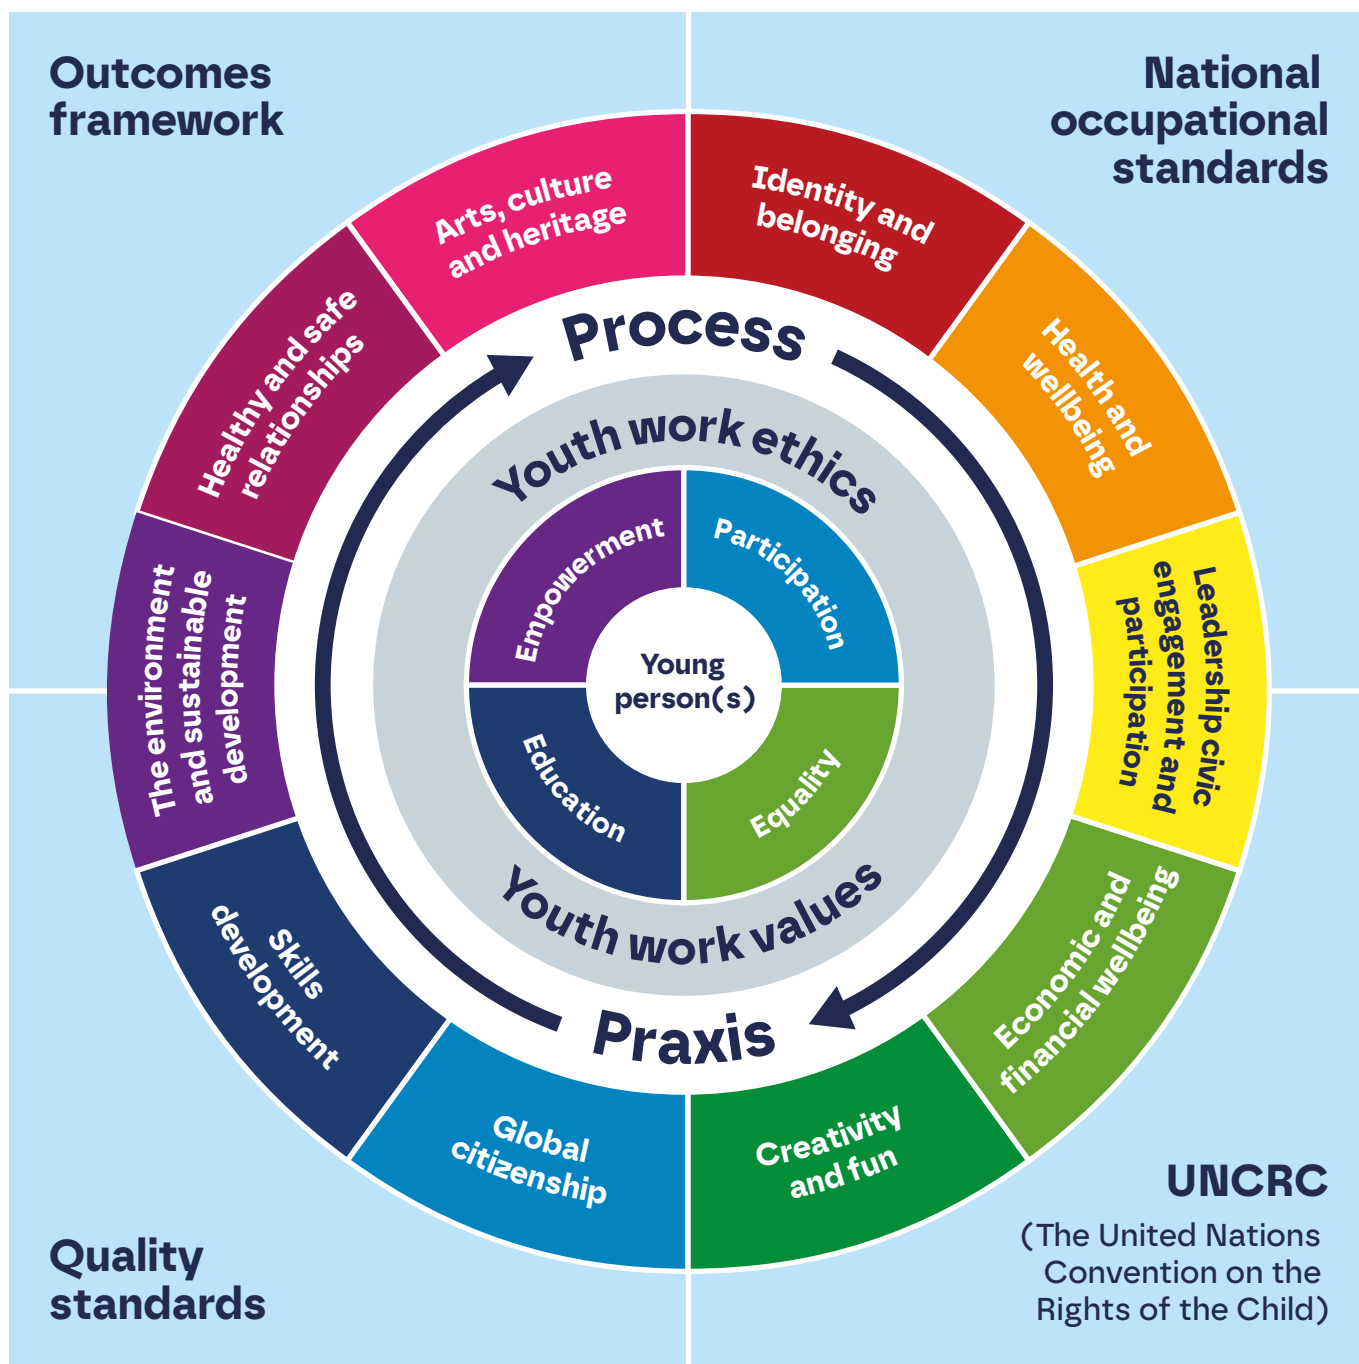 Outcomes
framework
National
occupational
standards
Arts, culture
and heritage
Identity and
belonging
Health and
wellbeing
Leadership civic
engagement and
participation
Economic and
financial wellbeing
Creativity
and fun
Global
citizenship
Skills
development
The environment
and sustainable
development
Healthy and safe
relationships
Process
Praxis
Youth work ethics
Youth work values
Empowerment
Participation
Equality
Education
Young
person(s)
Quality
standards
UNCRC
(The United Nations
Convention on the
Rights of the Child)